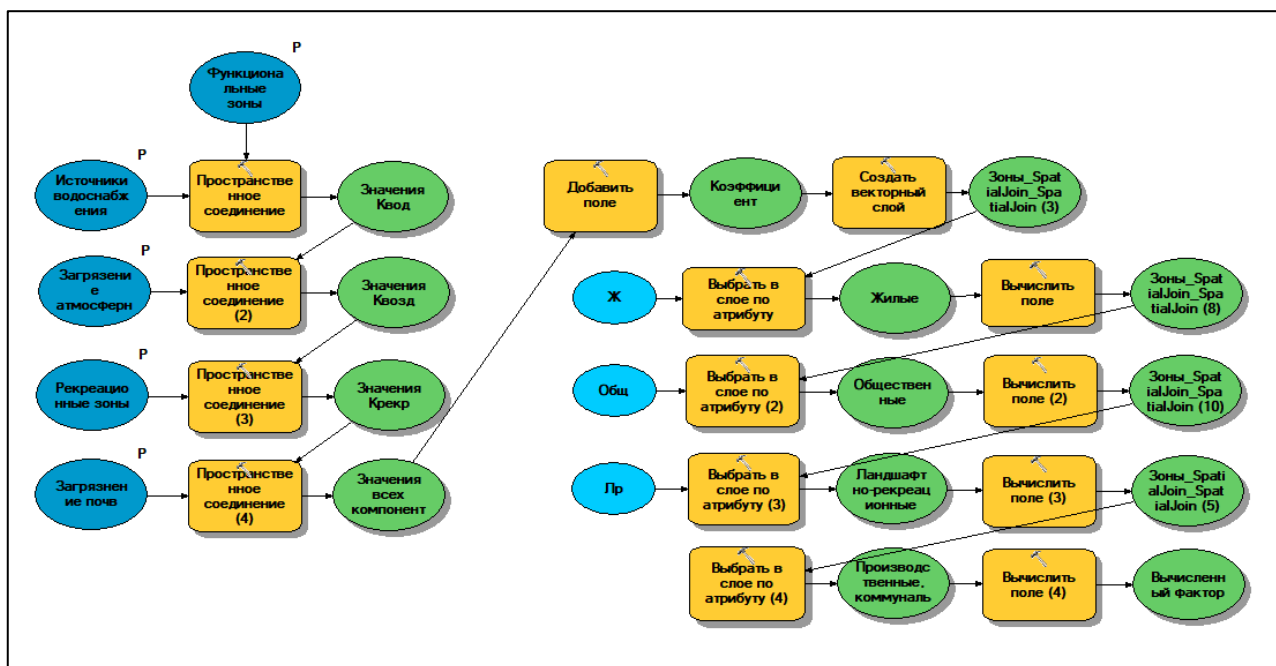 P
Функциона
льные
зоны
P
Источники
водоснабж
ения
Пространстве
нное
соединение
Значения
Квод
P
Загрязени
е
атмосферн
Пространстве
нное
соединение
(2)
Значения
Квозд
P
Рекреацио
нные зоны
Пространстве
нное
соединение
(3)
Значения
Крекр
P
Загрязнен
ие почв
Пространстве
нное
соединение
(4)
Значения
всех
компонент
Добавить
поле
Коэффици
ент
Создать
векторный
слой
Зоны_Spat
ialJoin_Spa
tialJoin (3)
Ж
Выбрать в
слое по
атрибуту
Жилые
Вычислить
поле
Зоны_Spat
ialJoin_Spa
tialJoin (8)
Общ
Выбрать в
слое по
атрибуту (2)
Обществен
ные
Вычислить
поле (2)
Зоны_Spat
ialJoin_Spa
tialJoin (10)
Лр
Выбрать в
слое по
атрибуту (3)
Ландшафт
но-рекреац
ионные
Вычислить
поле (3)
Зоны_Spati
alJoin_Spat
ialJoin (5)
Выбрать в
слое по
атрибуту (4)
Производс
твенные,
коммуналь
Вычислить
поле (4)
Вычисленн
ый фактор